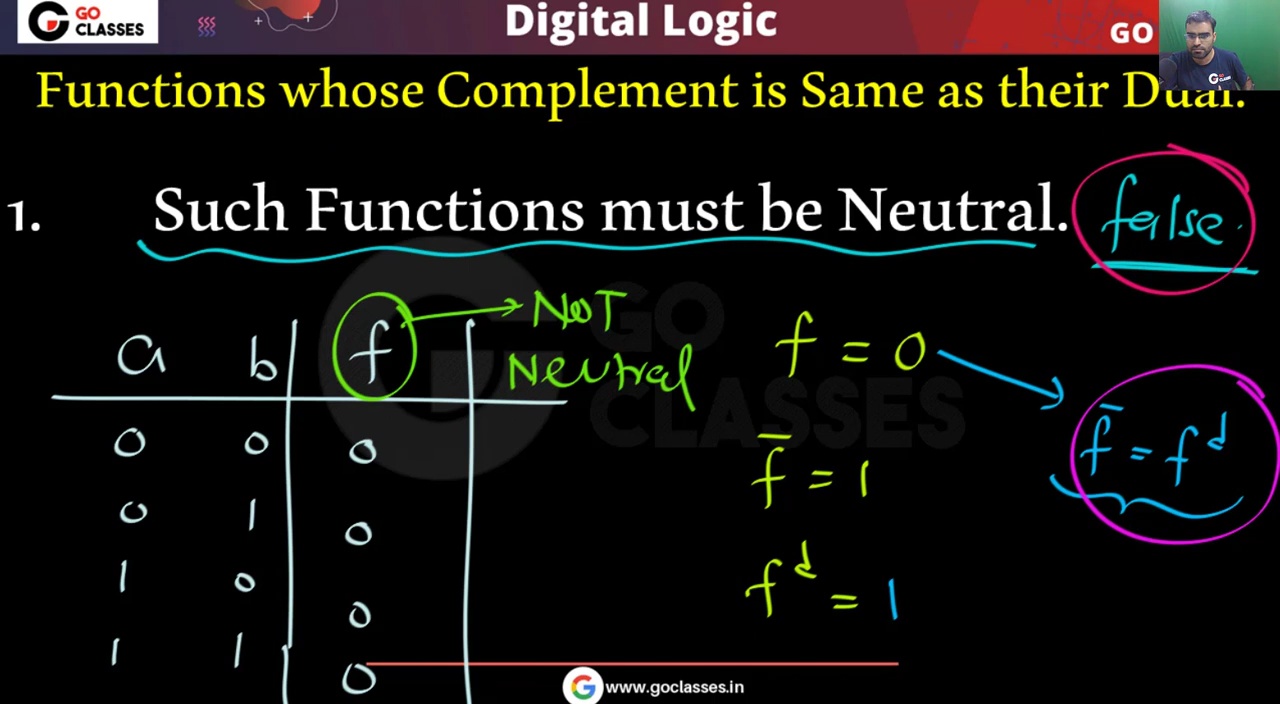 GO CLASSES
Digital Logic
GO
Functions whose Complement is Same as their Dual.
1. Such Functions must be Neutral. false.
GO CLASSES
a b f → NOT Neutral
0 0 0
0 1 0
1 0 0
1 1 0
f = 0
f̄ = 1
f^d = 1
f̄ = f^d
www.goclasses.in